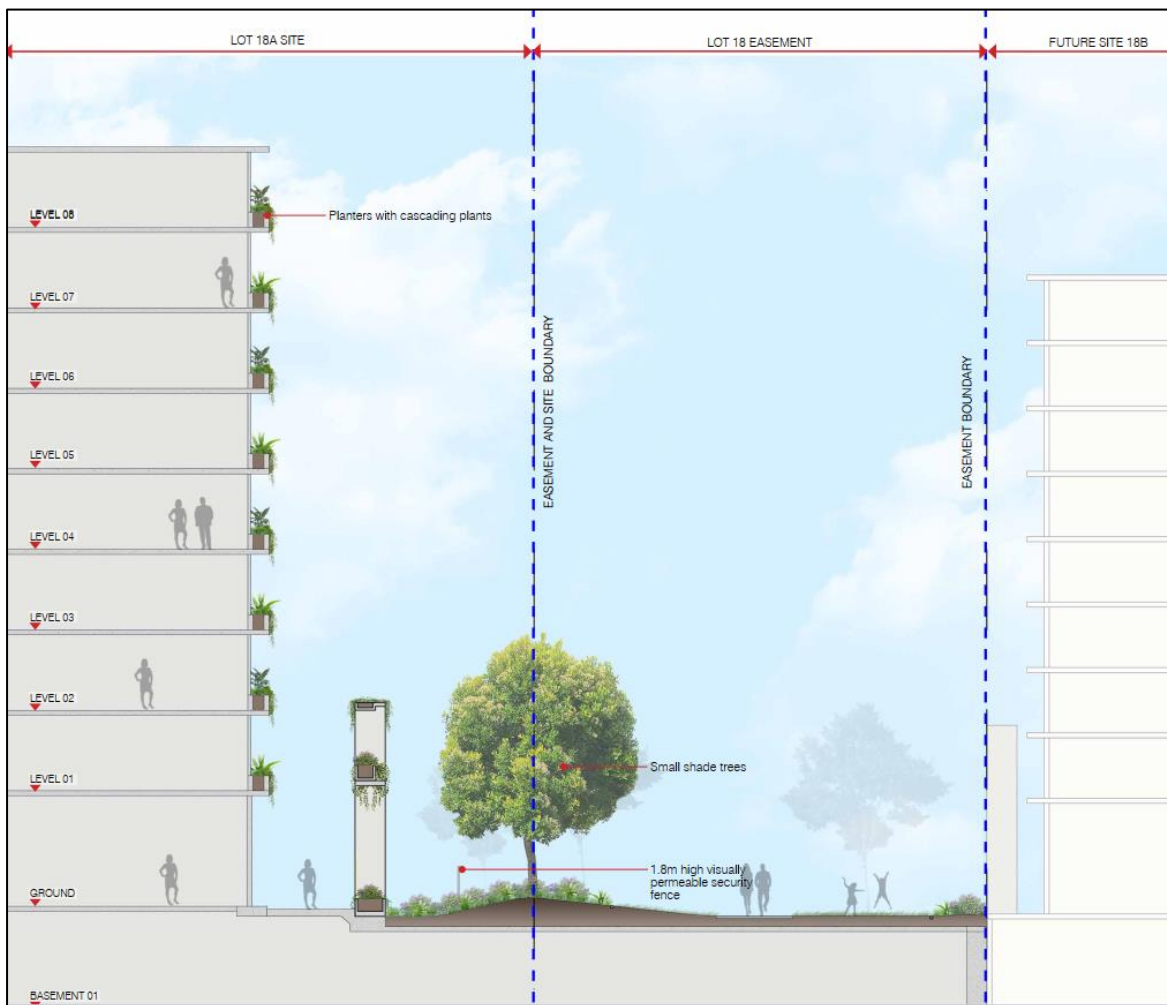 LOT 18A SITE
LOT 18 EASEMENT
FUTURE SITE 18B
LEVEL 08
Planters with cascading plants
LEVEL 07
LEVEL 06
LEVEL 05
LEVEL 04
LEVEL 03
LEVEL 02
LEVEL 01
GROUND
BASEMENT 01
EASEMENT AND SITE BOUNDARY
EASEMENT BOUNDARY
Small shade trees
1.8m high visually
permeable security
fence